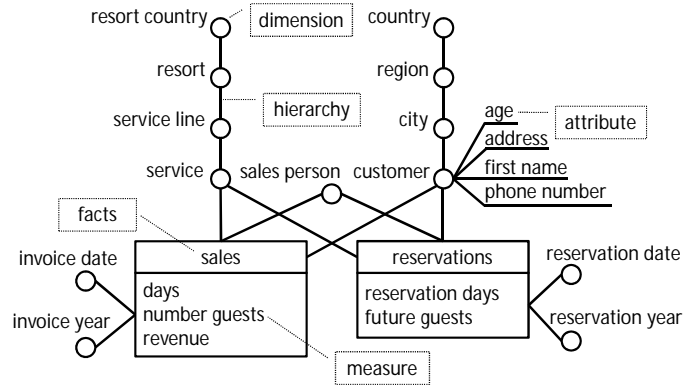 resort country
dimension
country
resort
region
hierarchy
service line
city
age
attribute
address
service
sales person
customer
first name
phone number
facts
invoice date
sales
reservations
reservation date
days
reservation days
invoice year
number guests
future guests
reservation year
revenue
measure